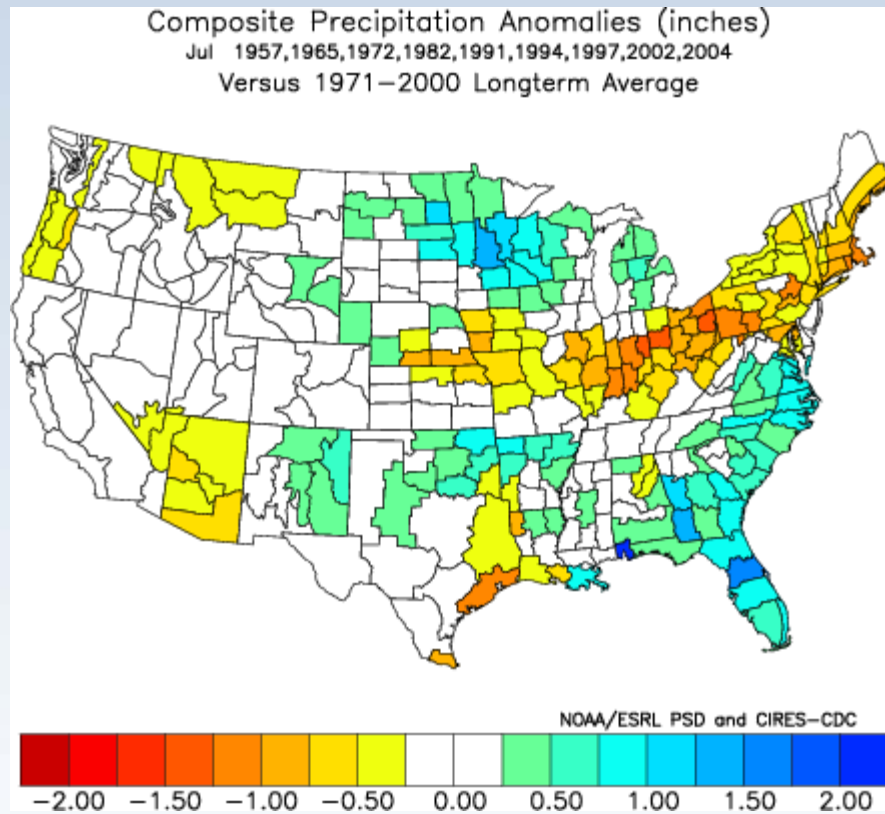 Composite Precipitation Anomalies (inches)
Jul 1957,1965,1972,1982,1991,1994,1997,2002,2004
Versus 1971−2000 Longterm Average
NOAA/ESRL PSD and CIRES−CDC
−2.00 −1.50 −1.00 −0.50 0.00 0.50 1.00 1.50 2.00